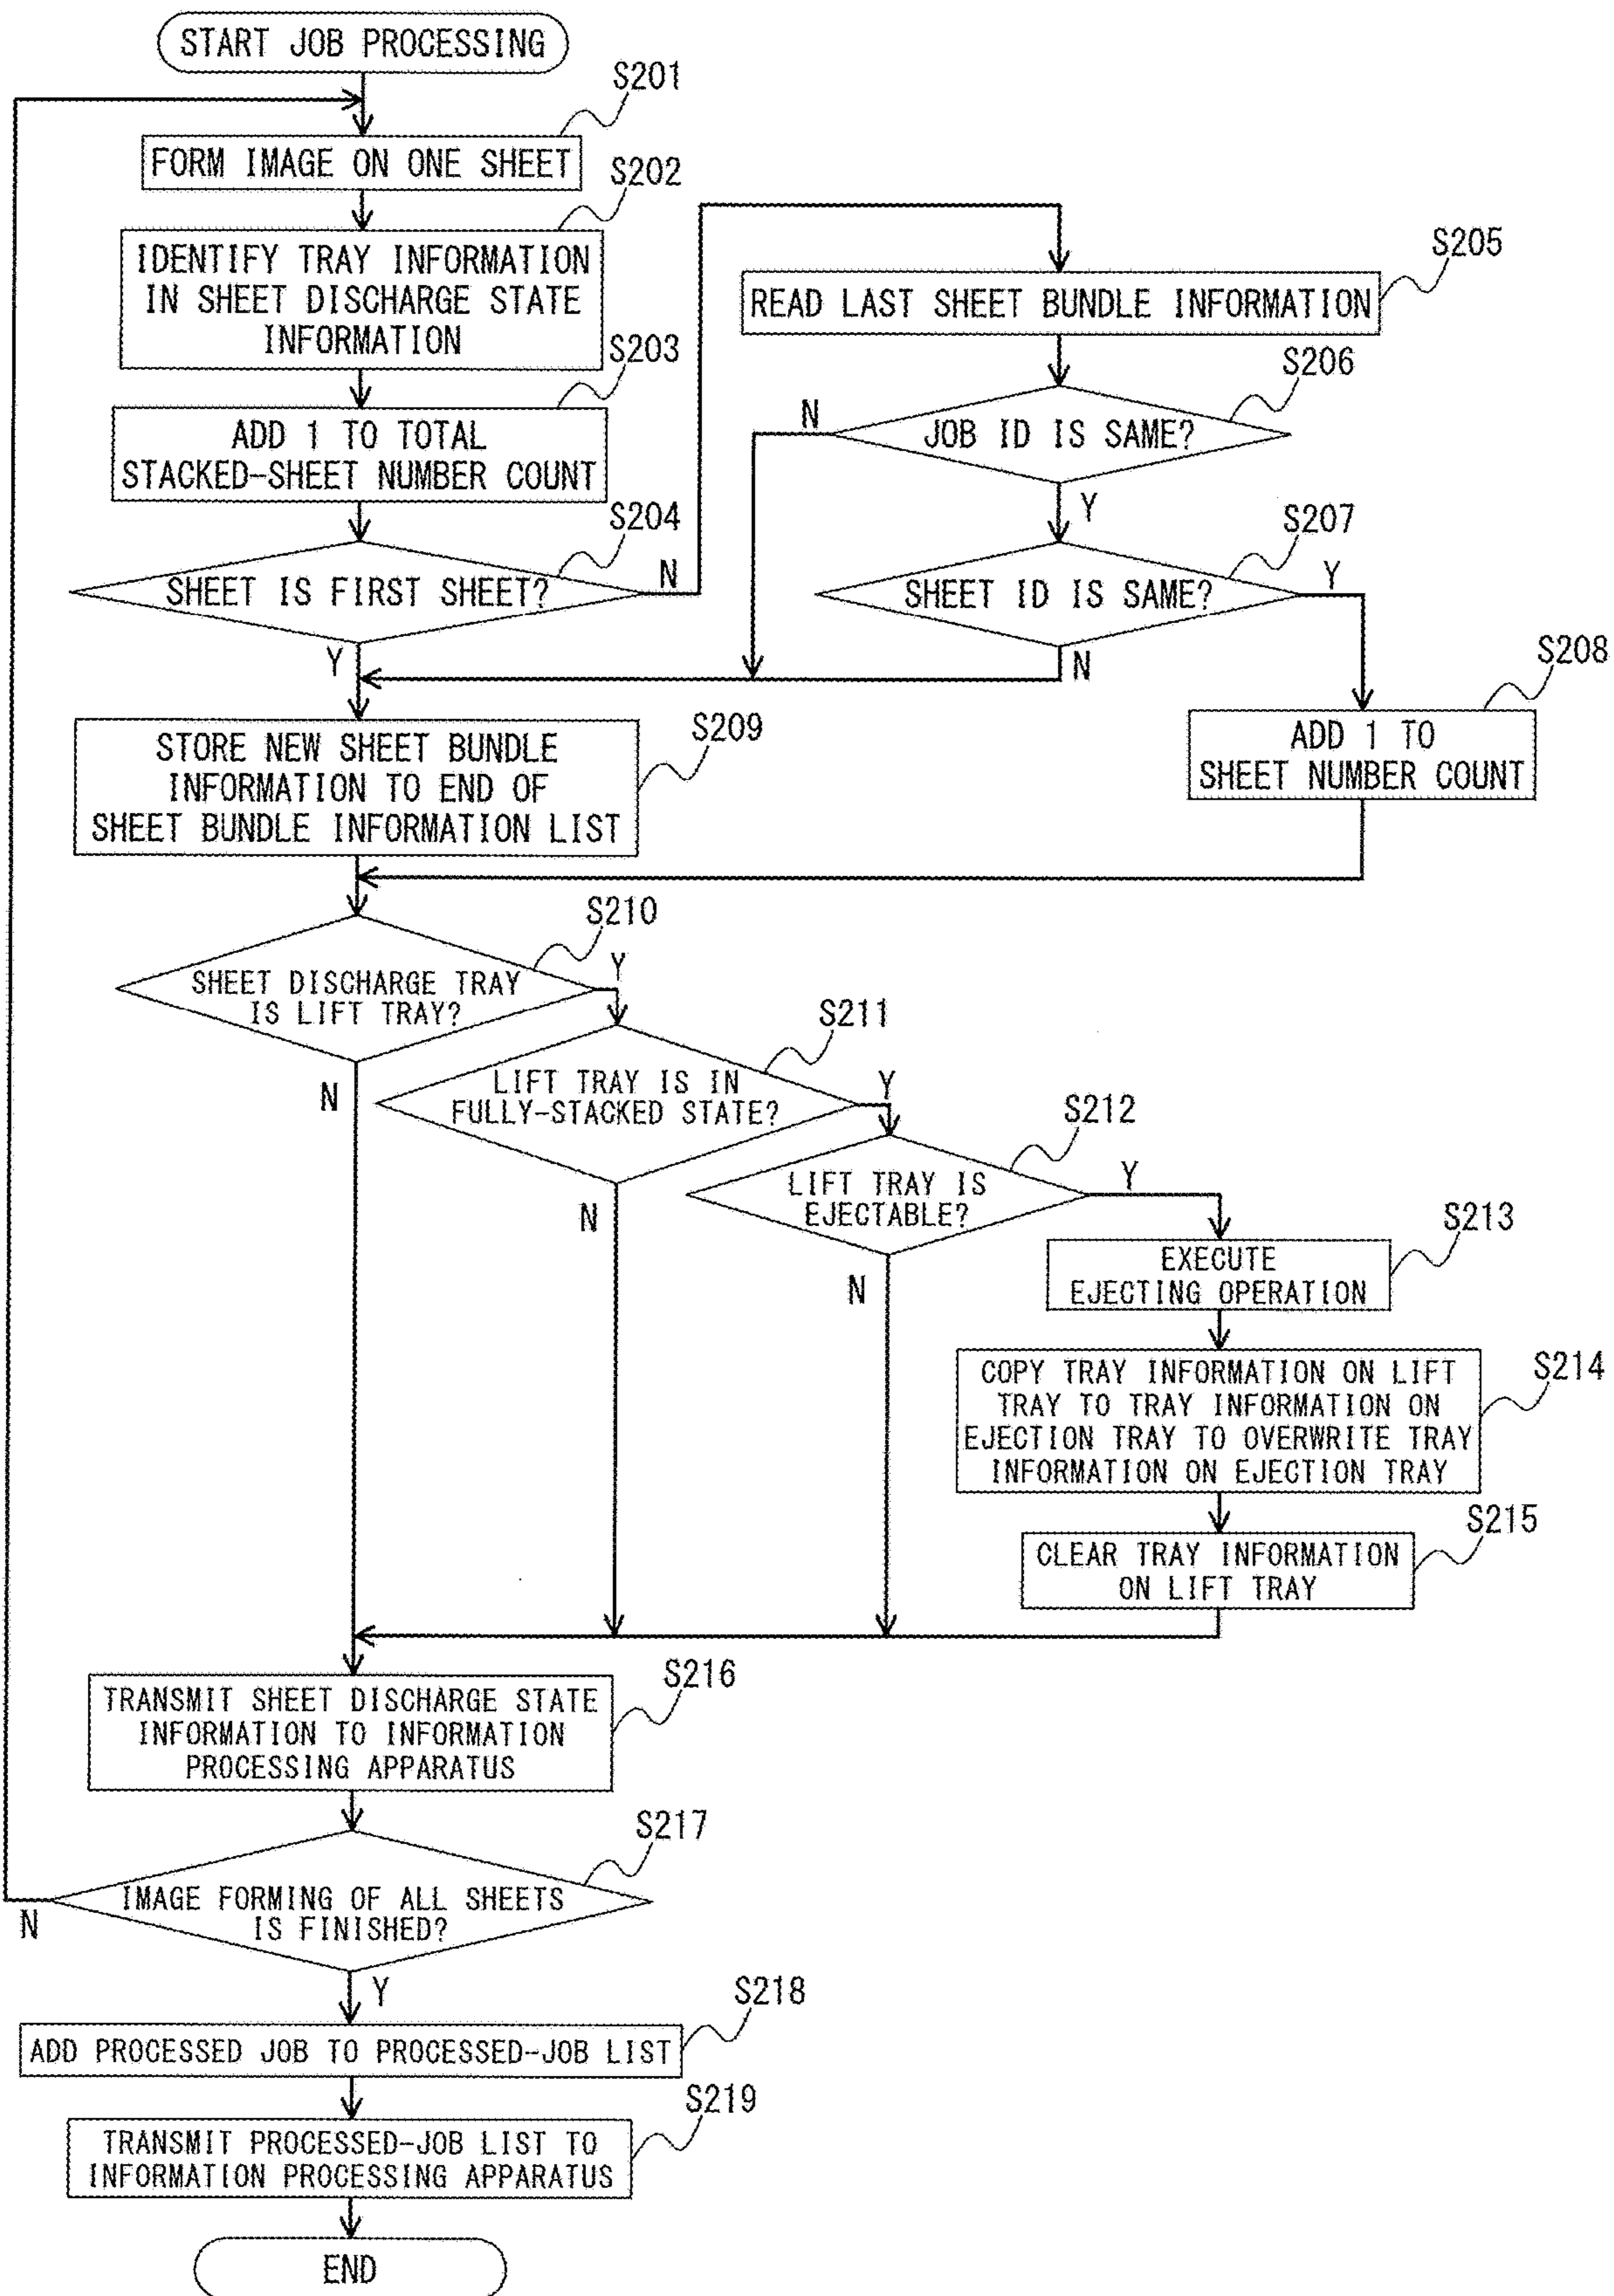 START JOB PROCESSING
S201
FORM IMAGE ON ONE SHEET
S202
IDENTIFY TRAY INFORMATION
IN SHEET DISCHARGE STATE
INFORMATION
S203
ADD 1 TO TOTAL
STACKED-SHEET NUMBER COUNT
S204
SHEET IS FIRST SHEET?
N
Y
S205
READ LAST SHEET BUNDLE INFORMATION
S206
JOB ID IS SAME?
N
Y
S207
SHEET ID IS SAME?
Y
N
S208
ADD 1 TO
SHEET NUMBER COUNT
S209
STORE NEW SHEET BUNDLE
INFORMATION TO END OF
SHEET BUNDLE INFORMATION LIST
S210
SHEET DISCHARGE TRAY
IS LIFT TRAY?
Y
N
S211
LIFT TRAY IS IN
FULLY-STACKED STATE?
Y
N
S212
LIFT TRAY IS
EJECTABLE?
Y
N
S213
EXECUTE
EJECTING OPERATION
S214
COPY TRAY INFORMATION ON LIFT
TRAY TO TRAY INFORMATION ON
EJECTION TRAY TO OVERWRITE TRAY
INFORMATION ON EJECTION TRAY
S215
CLEAR TRAY INFORMATION
ON LIFT TRAY
S216
TRANSMIT SHEET DISCHARGE STATE
INFORMATION TO INFORMATION
PROCESSING APPARATUS
S217
IMAGE FORMING OF ALL SHEETS
IS FINISHED?
N
Y
S218
ADD PROCESSED JOB TO PROCESSED-JOB LIST
S219
TRANSMIT PROCESSED-JOB LIST TO
INFORMATION PROCESSING APPARATUS
END